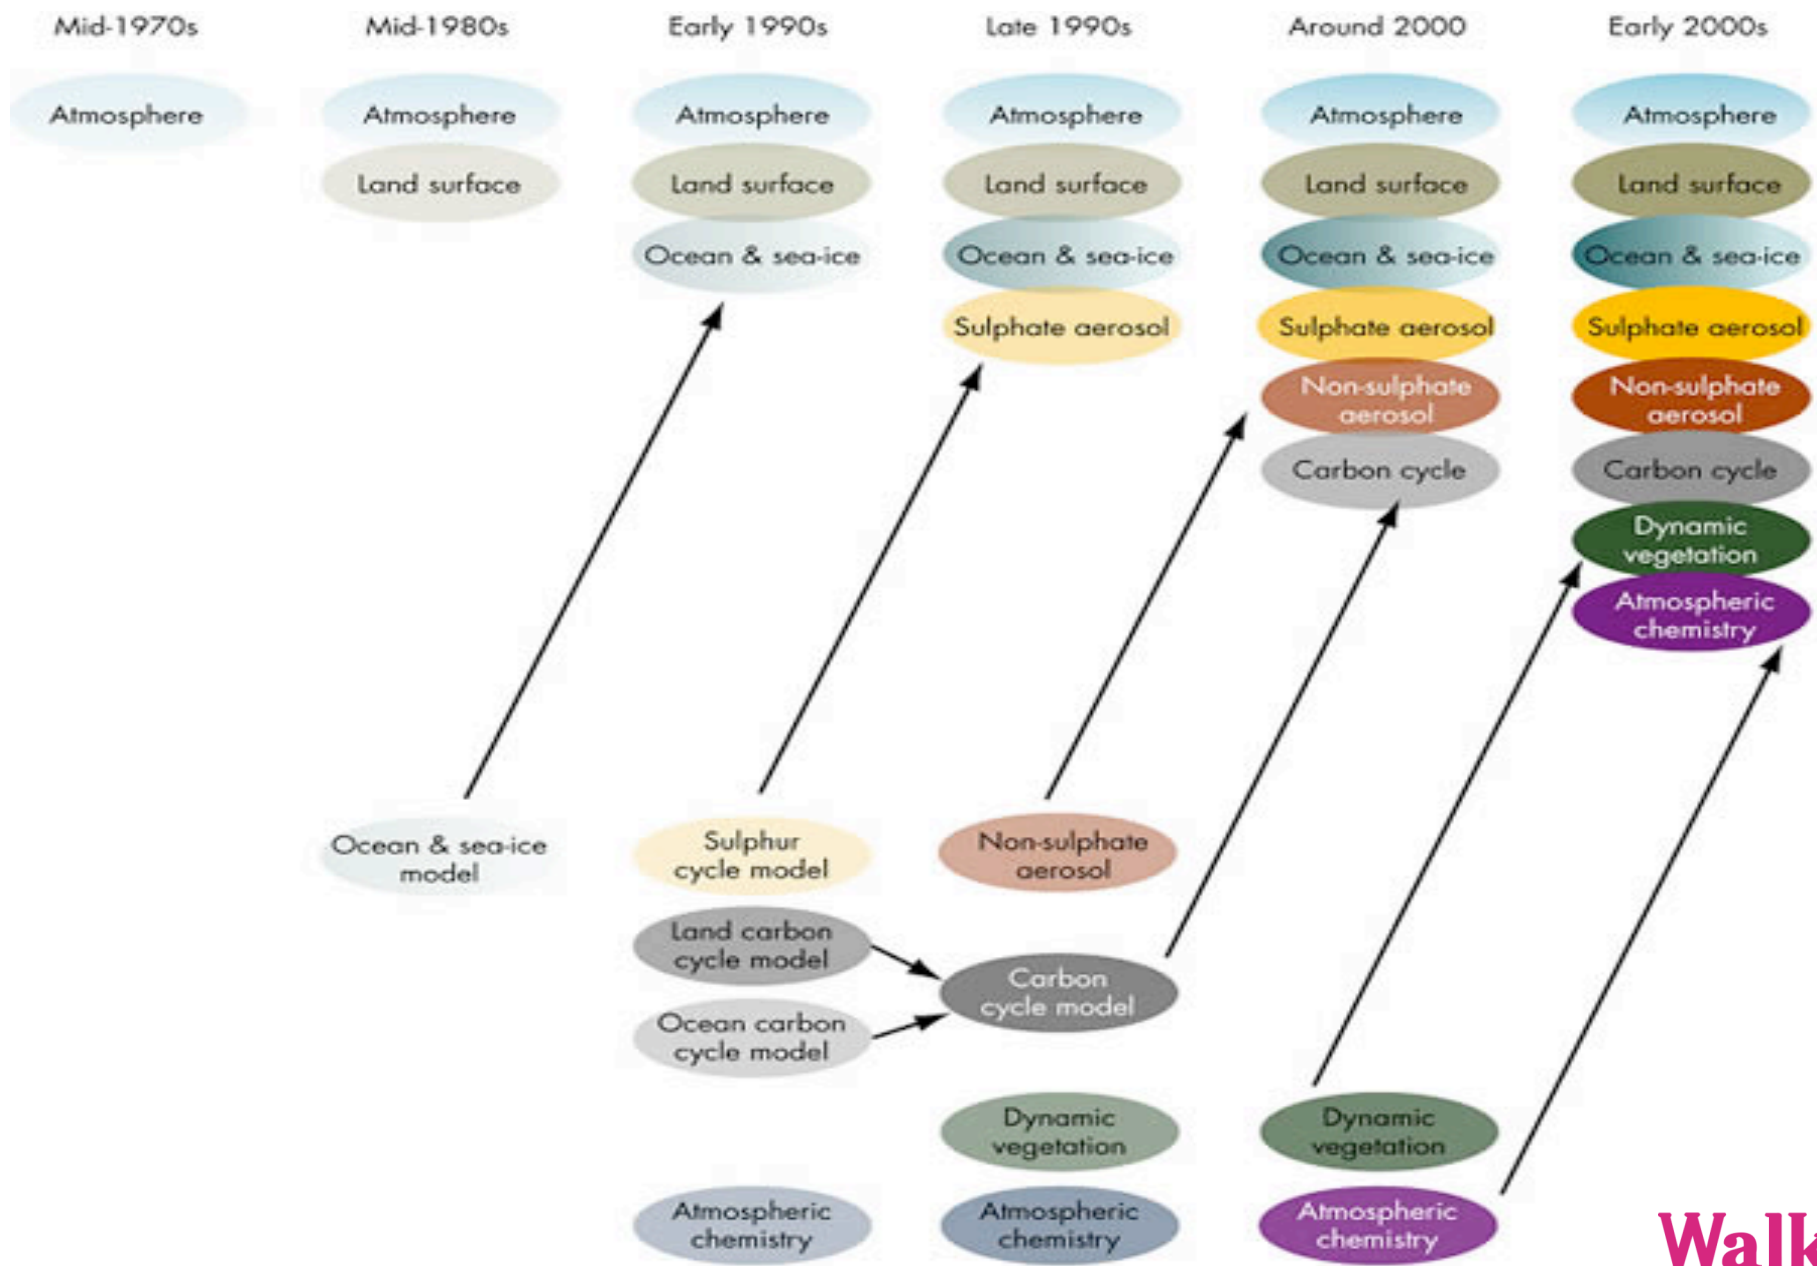 Mid-1970s
Mid-1980s
Early 1990s
Late 1990s
Around 2000
Early 2000s
Atmosphere
Atmosphere
Atmosphere
Atmosphere
Atmosphere
Atmosphere
Land surface
Land surface
Land surface
Land surface
Land surface
Ocean & sea-ice
Ocean & sea-ice
Ocean & sea-ice
Ocean & sea-ice
Sulphate aerosol
Sulphate aerosol
Sulphate aerosol
Non-sulphate
aerosol
Non-sulphate
aerosol
Carbon cycle
Carbon cycle
Dynamic
vegetation
Atmospheric
chemistry
Ocean & sea-ice
model
Sulphur
cycle model
Non-sulphate
aerosol
Land carbon
cycle model
Carbon
cycle model
Ocean carbon
cycle model
Dynamic
vegetation
Dynamic
vegetation
Atmospheric
chemistry
Atmospheric
chemistry
Atmospheric
chemistry
Walk